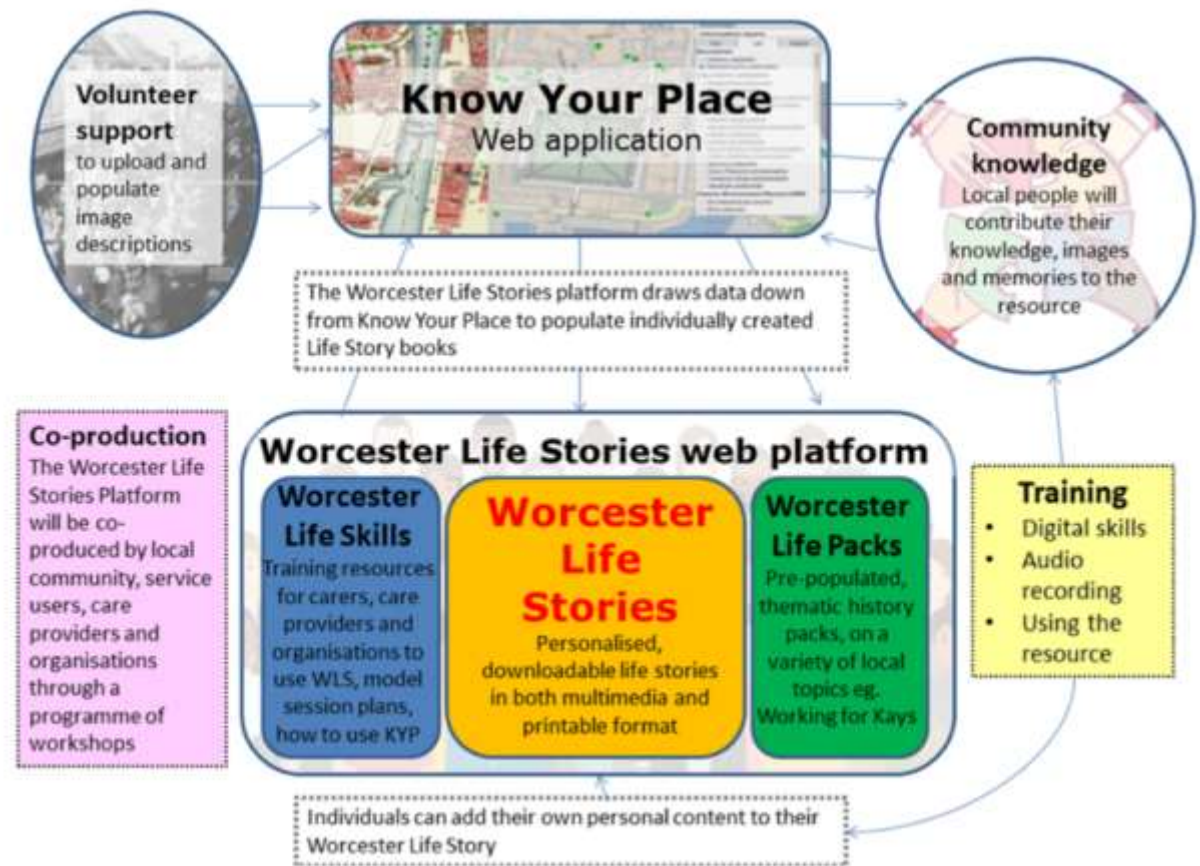 Volunteer
support
to upload and
populate
image
descriptions
Know Your Place
Web application
Community
knowledge
Local people will
contribute their
knowledge, images
and memories to the
resource
The Worcester Life Stories platform draws data down
from Know Your Place to populate individually created
Life Story books
Co-production
The Worcester Life
Stories Platform
will be co-
produced by local
community, service
users, care
providers and
organisations
through a
programme of
workshops
Worcester Life Stories web platform
Worcester
Life Skills
Training resources
for carers, care
providers and
organisations to
use WLS, model
session plans,
how to use KYP
Worcester
Life
Stories
Personalised,
downloadable life stories
in both multimedia and
printable format
Worcester
Life Packs
Pre-populated,
thematic history
packs, on a
variety of local
topics eg.
Working for Kays
Training
• Digital skills
• Audio
recording
• Using the
resource
Individuals can add their own personal content to their
Worcester Life Story